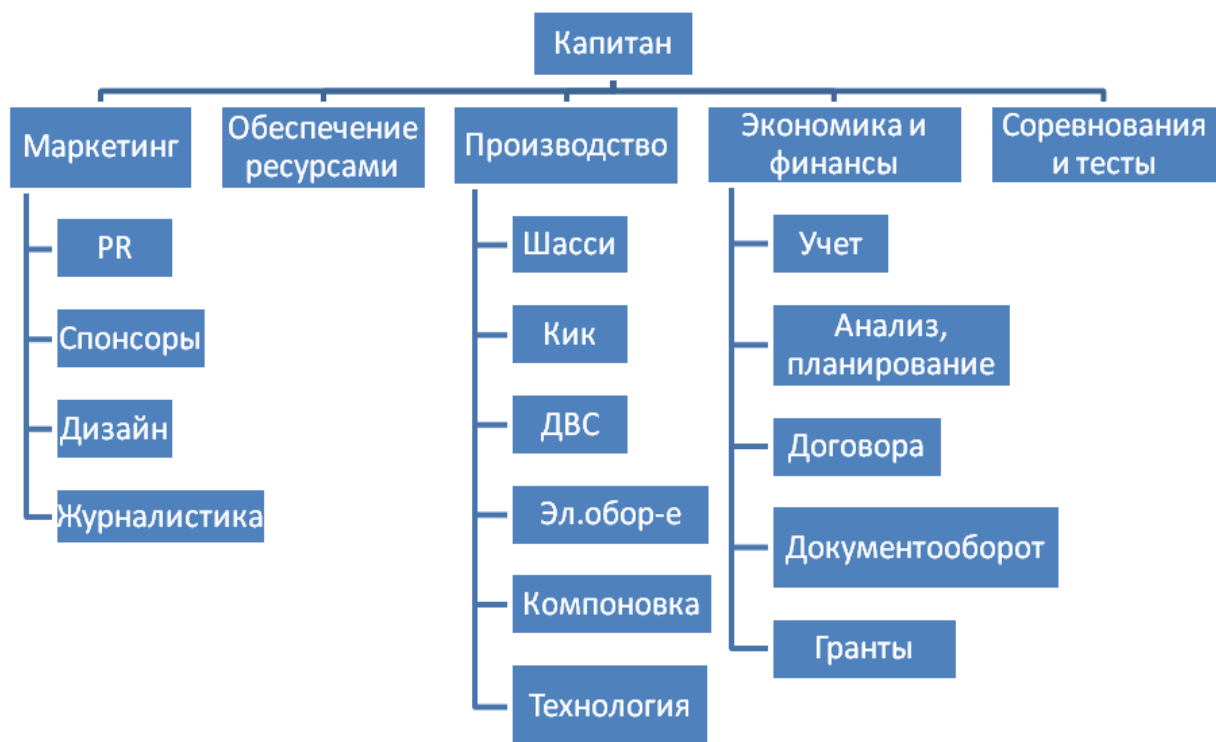 Капитан
Маркетинг
Обеспечение
ресурсами
Производство
Экономика и
финансы
Соревнования
и тесты
PR
Спонсоры
Дизайн
Журналистика
Шасси
Кик
ДВС
Эл.обор-е
Компоновка
Технология
Учет
Анализ,
планирование
Договора
Документооборот
Гранты